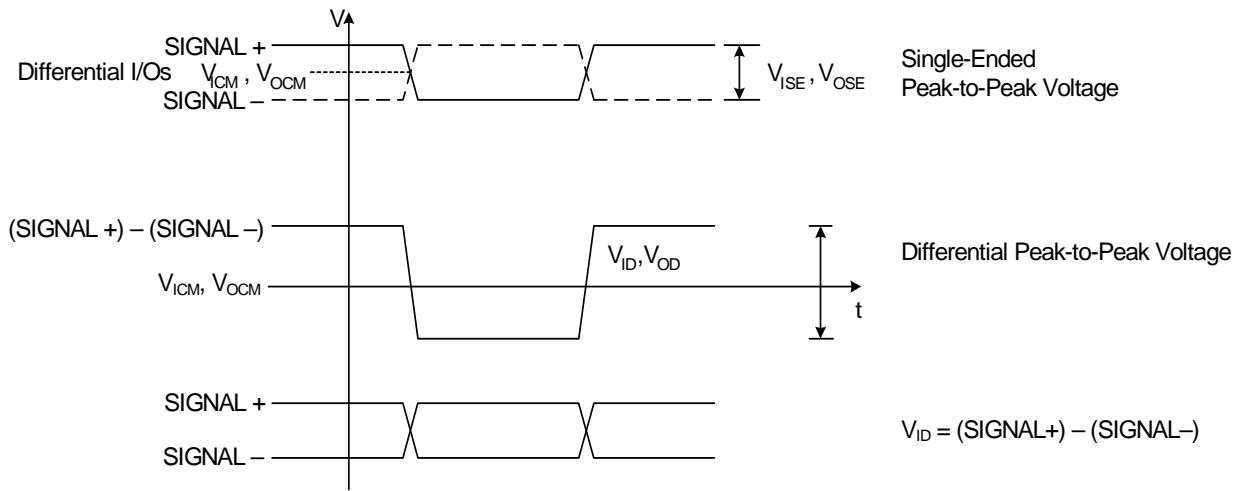 V
SIGNAL +
Differential I/Os V_ICM , V_OCM
SIGNAL –
V_ISE , V_OSE
Single-Ended
Peak-to-Peak Voltage
(SIGNAL +) – (SIGNAL –)
V_ID,V_OD
Differential Peak-to-Peak Voltage
V_ICM, V_OCM
t
SIGNAL +
SIGNAL –
V_ID = (SIGNAL+) – (SIGNAL–)